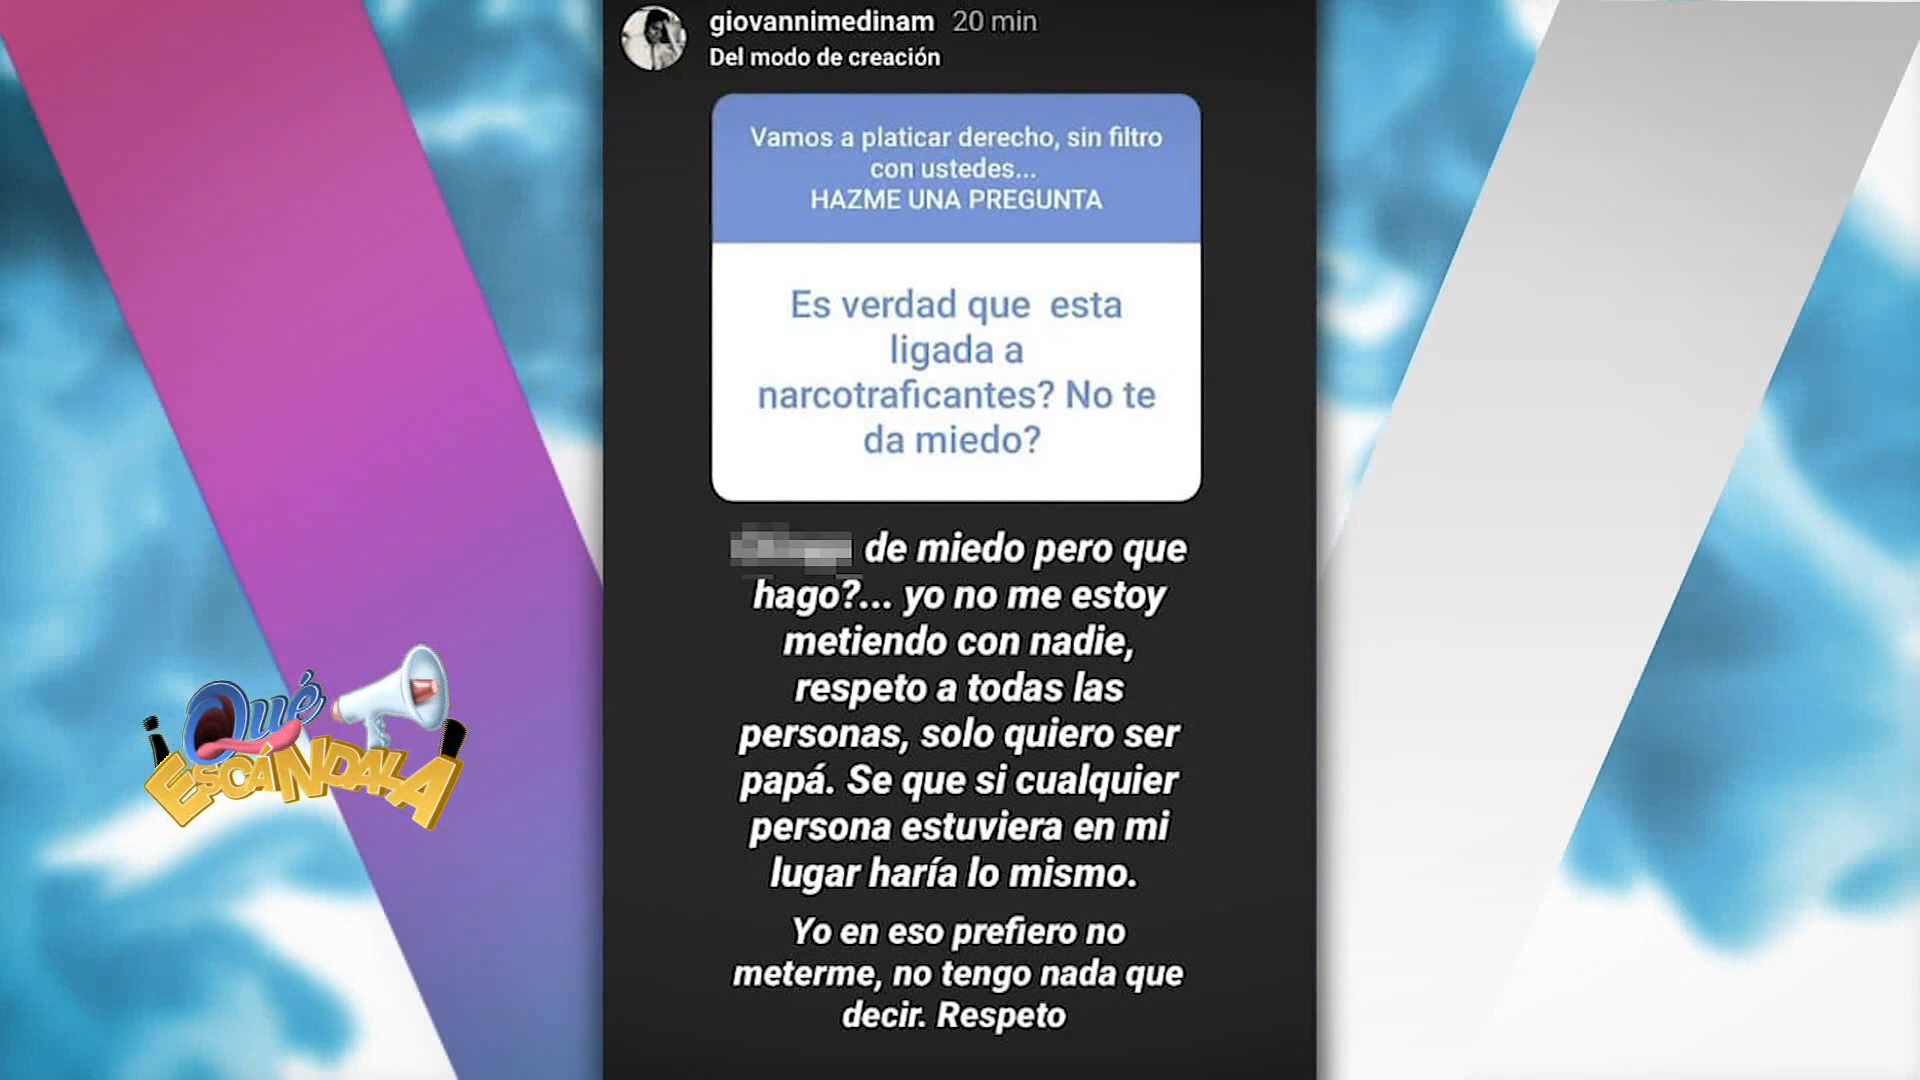 giovannimedinam 20 min
Del modo de creación
Vamos a platicar derecho, sin filtro
con ustedes...
HAZME UNA PREGUNTA
Es verdad que esta
ligada a
narcotraficantes? No te
da miedo?
de miedo pero que
hago?... yo no me estoy
metiendo con nadie,
respeto a todas las
personas, solo quiero ser
papá. Se que si cualquier
persona estuviera en mi
lugar haría lo mismo.
Yo en eso prefiero no
meterme, no tengo nada que
decir. Respeto
¡Qué
ESCÁNDALA!